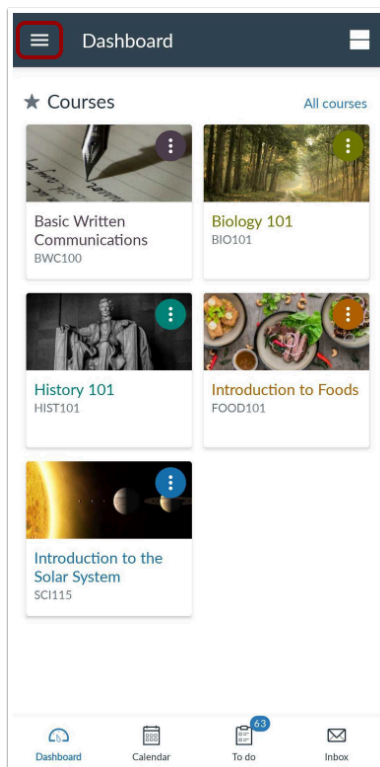 Dashboard
Courses
All courses
Basic Written
Communications
BWC100
Biology 101
BIO101
History 101
HIST101
Introduction to Foods
FOOD101
Introduction to the
Solar System
SCI115
63
Dashboard
Calendar
To do
Inbox